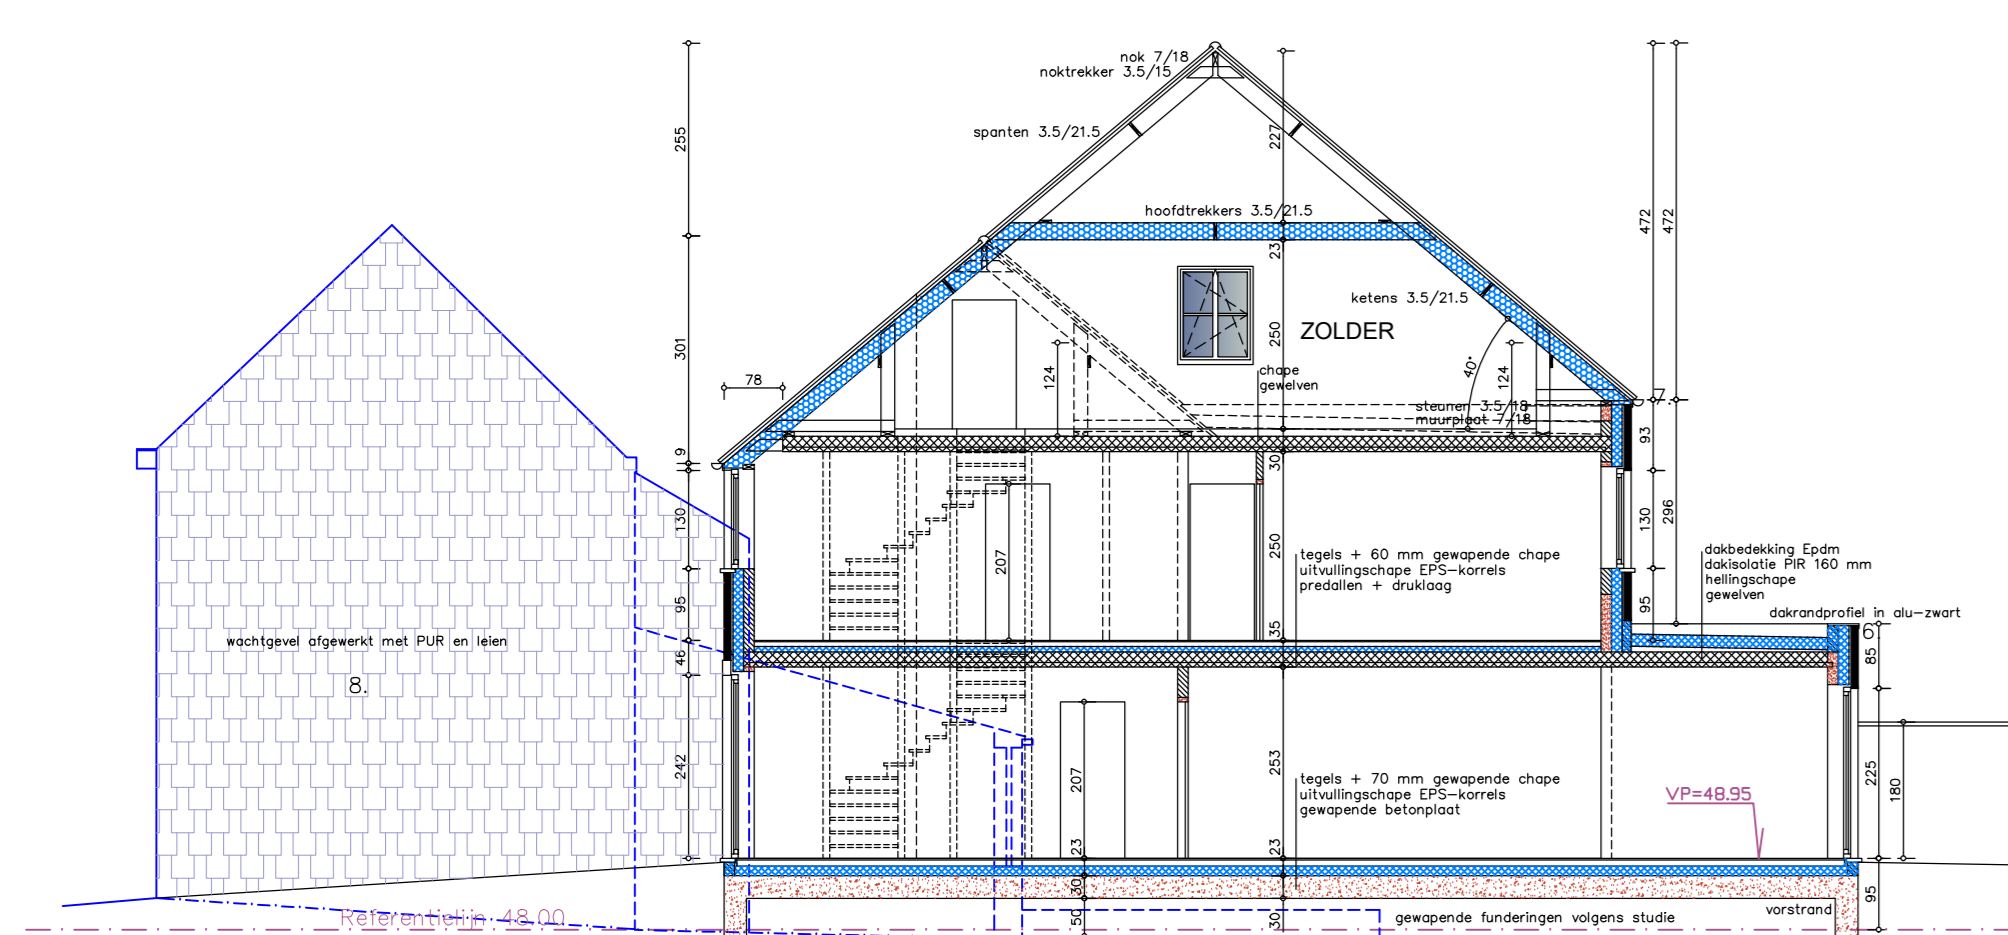 nok 7/18
noktrekker 3.5/15
spanten 3.5/21.5
255
227
hoofdtrekkers 3.5/21.5
472
472
23
301
ketens 3.5/21.5
250
ZOLDER
40°
78
124
chape
gewelven
124
steunen 3.5/18
muurplaat 7/18
7.
93
9
30
130
207
250
130
296
tegels + 60 mm gewapende chape
uitvullingschape EPS-korrels
predallen + druklaag
dakbedekking Epdm
dakisolatie PIR 160 mm
hellingschape
gewelven
95
95
dakrandprofiel in alu-zwart
6
35
wachtgevel afgewerkt met PUR en leien
46
85
8.
242
207
253
tegels + 70 mm gewapende chape
uitvullingschape EPS-korrels
gewapende betonplaat
VP=48.95
225
180
23
23
30
95
Referentielijn 48.00
50
30
gewapende funderingen volgens studie
vorstrand